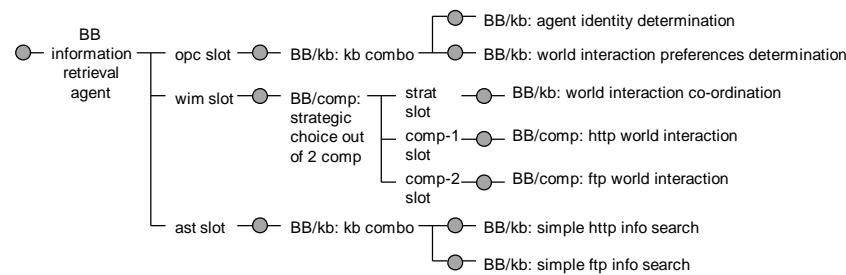 BB
information
retrieval
agent
opc slot
BB/kb: kb combo
BB/kb: agent identity determination
BB/kb: world interaction preferences determination
wim slot
BB/comp:
strategic
choice out
of 2 comp
strat
slot
BB/kb: world interaction co-ordination
comp-1
slot
BB/comp: http world interaction
comp-2
slot
BB/comp: ftp world interaction
ast slot
BB/kb: kb combo
BB/kb: simple http info search
BB/kb: simple ftp info search